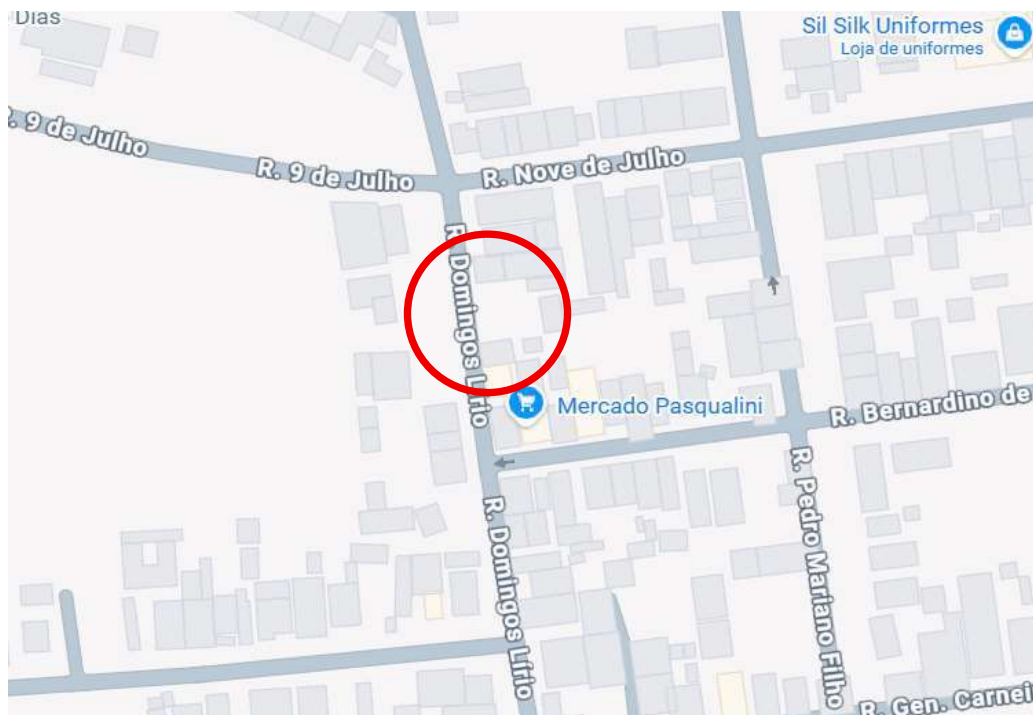 Dias
Sil Silk Uniformes
Loja de uniformes
R. 9 de Julho
R. 9 de Julho
R. Nove de Julho
R. Domingos Lírio
Mercado Pasqualini
R. Bernardino de
R. Domingos Lírio
R. Pedro Mariano Filho
R. Gen. Carnei